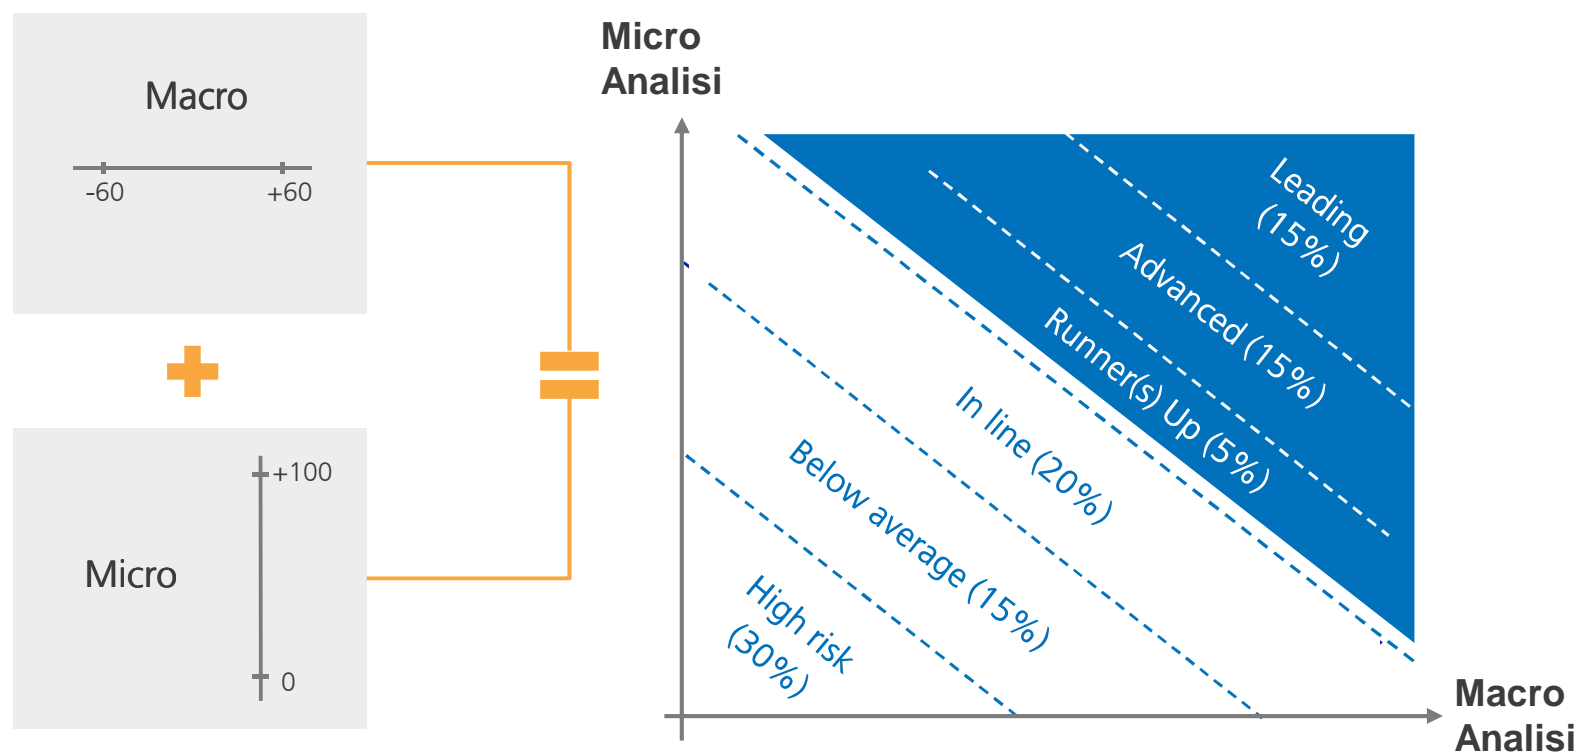 Macro
-60
+60
+100
Micro
0
Micro
Analisi
Leading
(15%)
Advanced (15%)
Runner(s) Up (5%)
In line (20%)
Below average (15%)
High risk
(30%)
Macro
Analisi